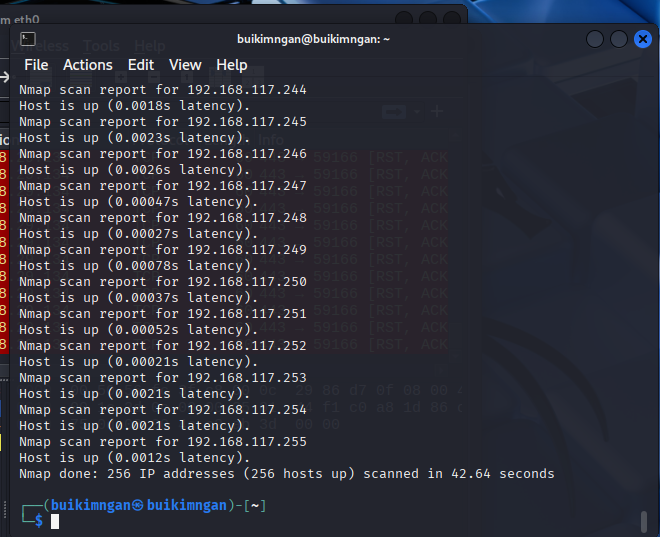 m eth0
buikimngan@buikimngan: ~
Wireless Tools Help
File Actions Edit View Help
Nmap scan report for 192.168.117.244
Host is up (0.0018s latency).
Nmap scan report for 192.168.117.245
Host is up (0.0023s latency).
Nmap scan report for 192.168.117.246
Host is up (0.0026s latency).
Nmap scan report for 192.168.117.247
Host is up (0.00047s latency).
Nmap scan report for 192.168.117.248
Host is up (0.00027s latency).
Nmap scan report for 192.168.117.249
Host is up (0.00078s latency).
Nmap scan report for 192.168.117.250
Host is up (0.00037s latency).
Nmap scan report for 192.168.117.251
Host is up (0.00052s latency).
Nmap scan report for 192.168.117.252
Host is up (0.00021s latency).
Nmap scan report for 192.168.117.253
Host is up (0.0021s latency).
Nmap scan report for 192.168.117.254
Host is up (0.0021s latency).
Nmap scan report for 192.168.117.255
Host is up (0.0012s latency).
Nmap done: 256 IP addresses (256 hosts up) scanned in 42.64 seconds
┌──(buikimngan㉿buikimngan)-[~]
└─$